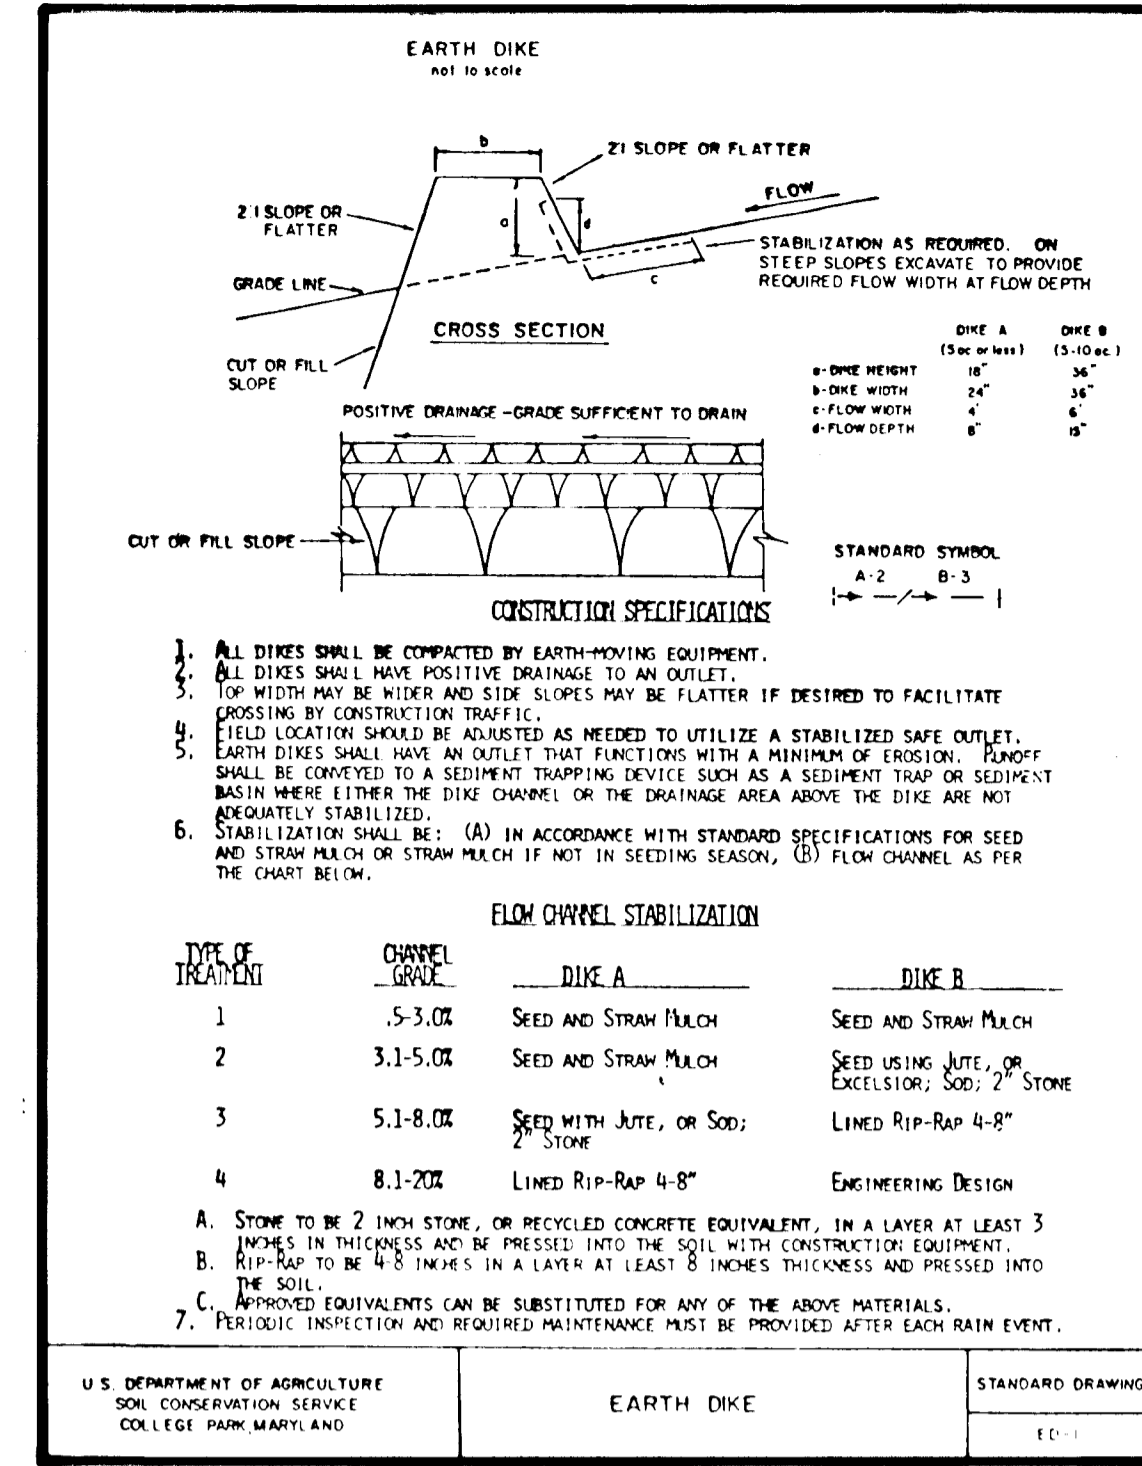 EARTH DIKE
not to scale
b
2:1 SLOPE OR FLATTER
FLOW
2:1 SLOPE OR
FLATTER
a
d
STABILIZATION AS REQUIRED. ON
STEEP SLOPES EXCAVATE TO PROVIDE
REQUIRED FLOW WIDTH AT FLOW DEPTH
c
GRADE LINE
CROSS SECTION
CUT OR FILL
SLOPE
DIKE A DIKE B
(5 ac or less) (5-10 ac.)
a-DIKE HEIGHT 18" 36"
b-DIKE WIDTH 24" 36"
c-FLOW WIDTH 4' 6'
d-FLOW DEPTH 8" 15"
POSITIVE DRAINAGE-GRADE SUFFICIENT TO DRAIN
CUT OR FILL SLOPE
STANDARD SYMBOL
A-2 B-3
CONSTRUCTION SPECIFICATIONS
1. ALL DIKES SHALL BE COMPACTED BY EARTH-MOVING EQUIPMENT.
2. ALL DIKES SHALL HAVE POSITIVE DRAINAGE TO AN OUTLET.
3. TOP WIDTH MAY BE WIDER AND SIDE SLOPES MAY BE FLATTER IF DESIRED TO FACILITATE
CROSSING BY CONSTRUCTION TRAFFIC.
4. FIELD LOCATION SHOULD BE ADJUSTED AS NEEDED TO UTILIZE A STABILIZED SAFE OUTLET.
5. EARTH DIKES SHALL HAVE AN OUTLET THAT FUNCTIONS WITH A MINIMUM OF EROSION. RUNOFF
SHALL BE CONVEYED TO A SEDIMENT TRAPPING DEVICE SUCH AS A SEDIMENT TRAP OR SEDIMENT
BASIN WHERE EITHER THE DIKE CHANNEL OR THE DRAINAGE AREA ABOVE THE DIKE ARE NOT
ADEQUATELY STABILIZED.
6. STABILIZATION SHALL BE: (A) IN ACCORDANCE WITH STANDARD SPECIFICATIONS FOR SEED
AND STRAW MULCH OR STRAW MULCH IF NOT IN SEEDING SEASON, (B) FLOW CHANNEL AS PER
THE CHART BELOW.
FLOW CHANNEL STABILIZATION
TYPE OF CHANNEL
TREATMENT GRADE DIKE A DIKE B
1 .5-3.0% SEED AND STRAW MULCH SEED AND STRAW MULCH
2 3.1-5.0% SEED AND STRAW MULCH SEED USING JUTE, OR
EXCELSIOR; SOD; 2" STONE
3 5.1-8.0% SEED WITH JUTE, OR SOD; LINED RIP-RAP 4-8"
2" STONE
4 8.1-20% LINED RIP-RAP 4-8" ENGINEERING DESIGN
A. STONE TO BE 2 INCH STONE, OR RECYCLED CONCRETE EQUIVALENT, IN A LAYER AT LEAST 3
INCHES IN THICKNESS AND BE PRESSED INTO THE SOIL WITH CONSTRUCTION EQUIPMENT.
B. RIP-RAP TO BE 4-8 INCHES IN A LAYER AT LEAST 8 INCHES THICKNESS AND PRESSED INTO
THE SOIL.
C. APPROVED EQUIVALENTS CAN BE SUBSTITUTED FOR ANY OF THE ABOVE MATERIALS.
7. PERIODIC INSPECTION AND REQUIRED MAINTENANCE MUST BE PROVIDED AFTER EACH RAIN EVENT.
U.S. DEPARTMENT OF AGRICULTURE
SOIL CONSERVATION SERVICE
COLLEGE PARK, MARYLAND
EARTH DIKE
STANDARD DRAWING
ED-1